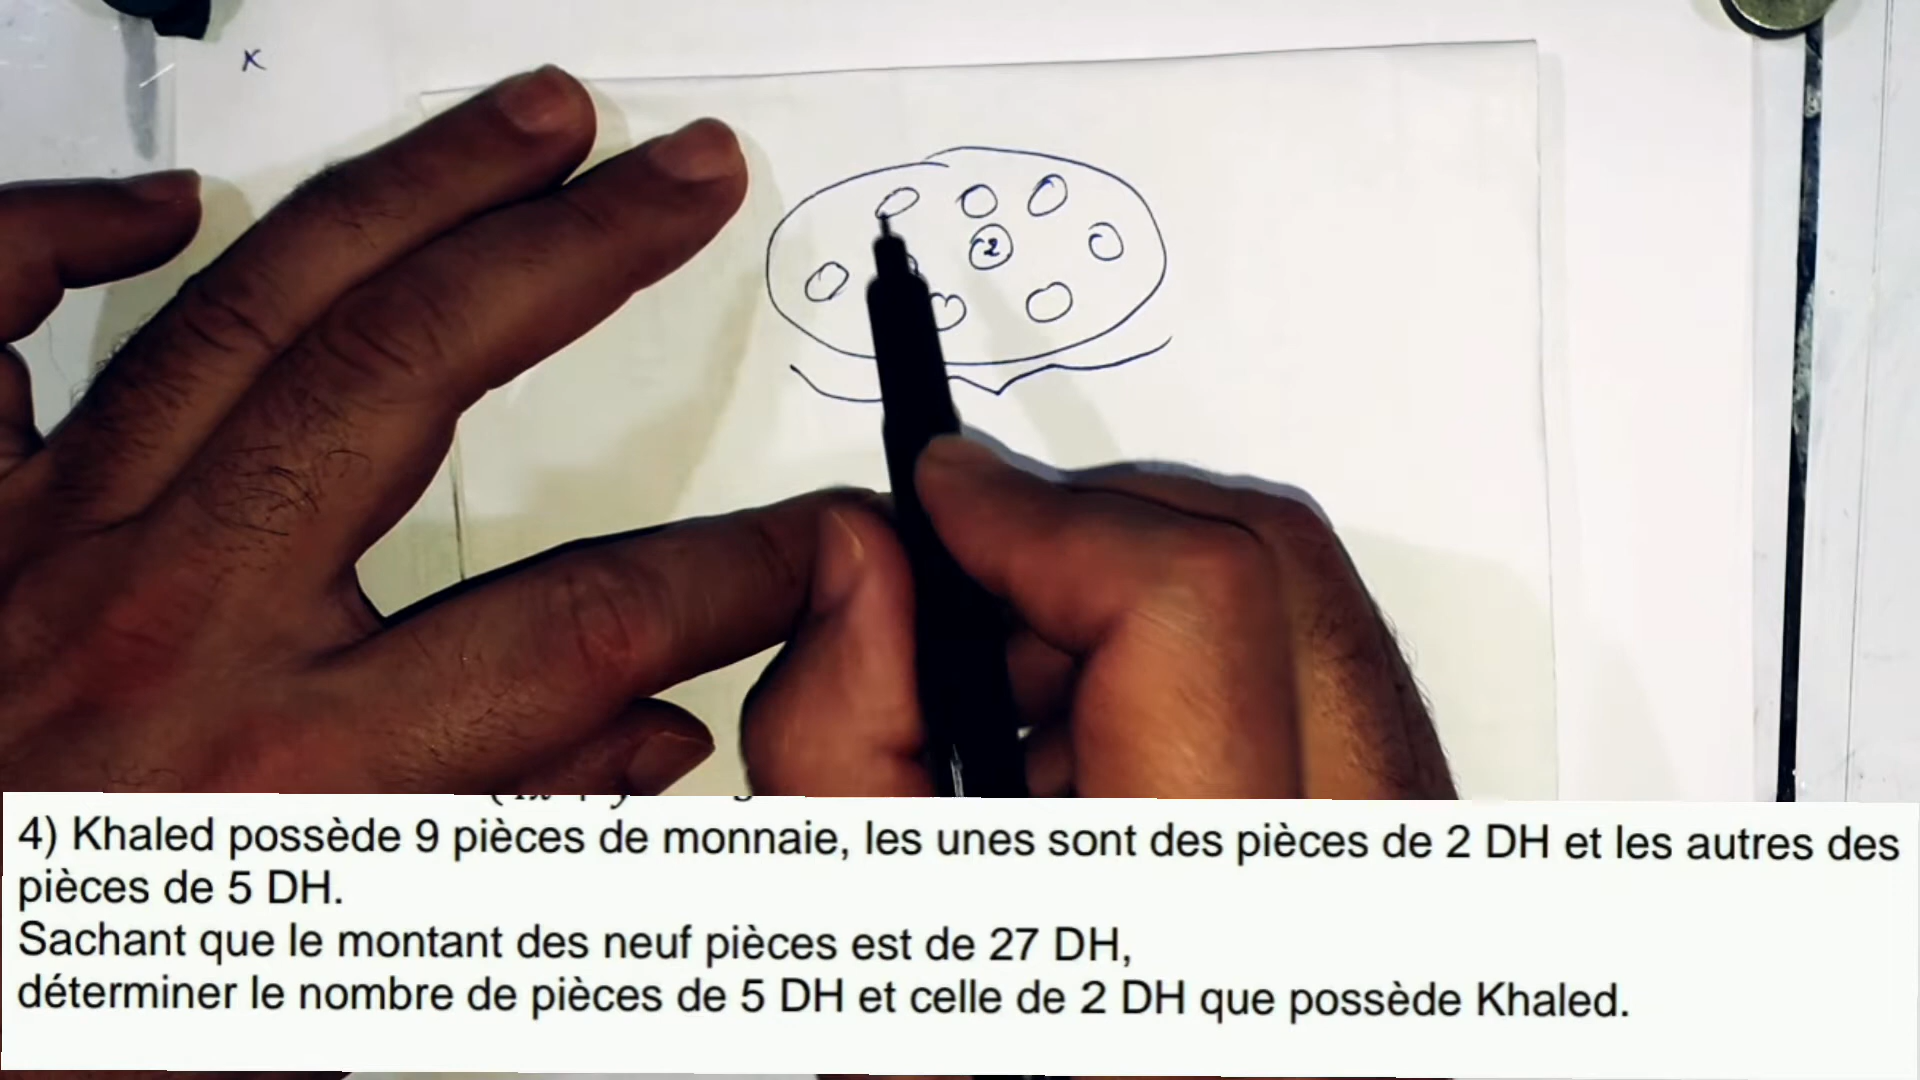 x
2
4) Khaled possède 9 pièces de monnaie, les unes sont des pièces de 2 DH et les autres des
pièces de 5 DH.
Sachant que le montant des neuf pièces est de 27 DH,
déterminer le nombre de pièces de 5 DH et celle de 2 DH que possède Khaled.